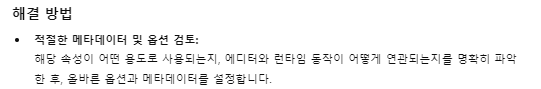 해결 방법
• 적절한 메타데이터 및 옵션 검토:
해당 속성이 어떤 용도로 사용되는지, 에디터와 런타임 동작이 어떻게 연관되는지를 명확히 파악
한 후, 올바른 옵션과 메타데이터를 설정합니다.